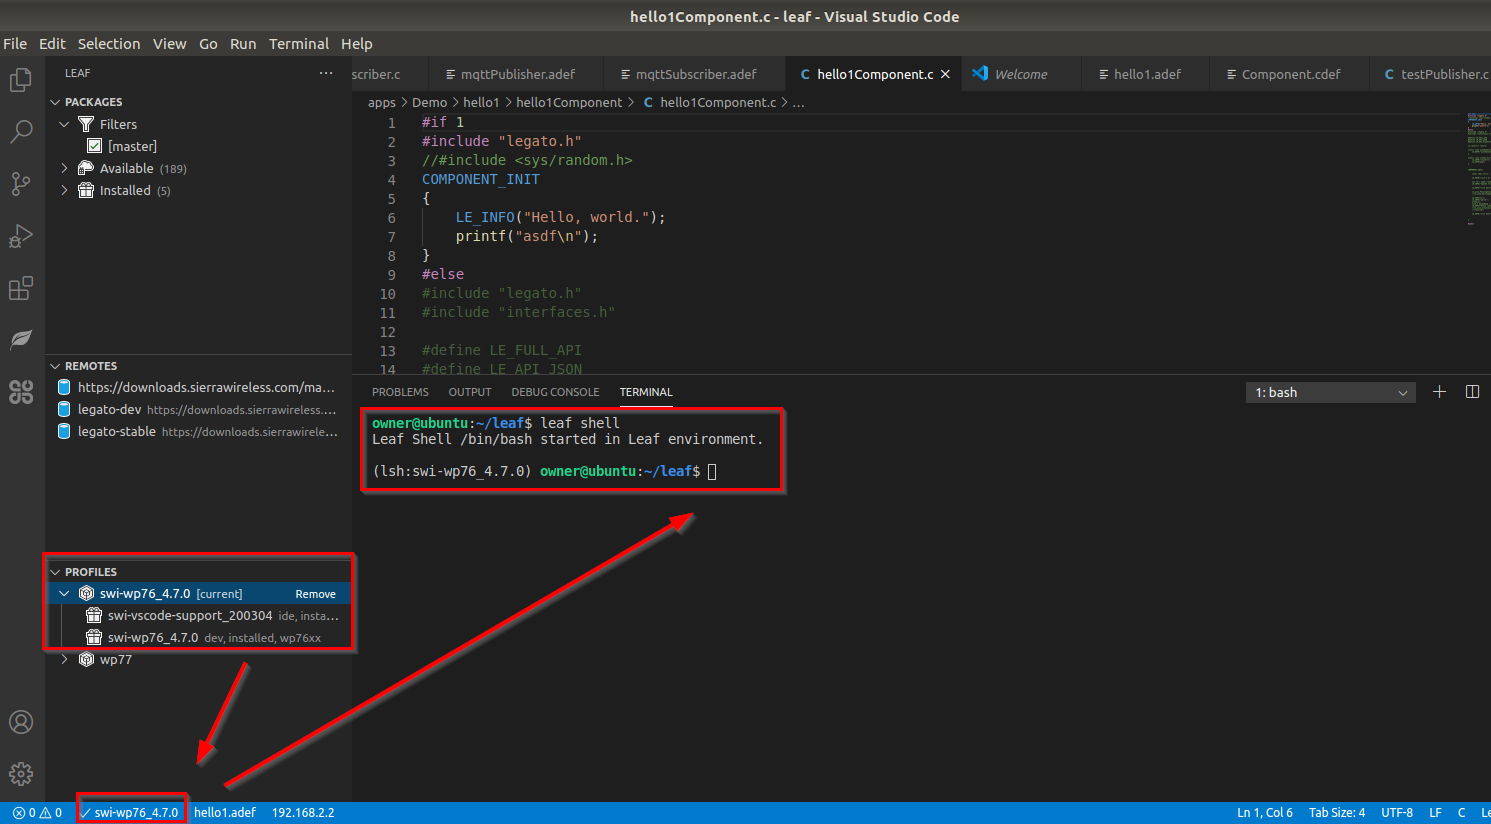 hello1Component.c - leaf - Visual Studio Code
File Edit Selection View Go Run Terminal Help
LEAF ...
PACKAGES
Filters
[master]
Available (189)
Installed (5)
REMOTES
https://downloads.sierrawireless.com/ma...
legato-dev https://downloads.sierrawireless....
legato-stable https://downloads.sierrawirele...
PROFILES
swi-wp76_4.7.0 [current] Remove
swi-vscode-support_200304 ide, insta...
swi-wp76_4.7.0 dev, installed, wp76xx
wp77
scriber.c mqttPublisher.adef mqttSubscriber.adef C hello1Component.c Welcome hello1.adef Component.cdef C testPublisher.c
apps > Demo > hello1 > hello1Component > C hello1Component.c > ...
1 #if 1
2 #include "legato.h"
3 //#include <sys/random.h>
4 COMPONENT_INIT
5 {
6 LE_INFO("Hello, world.");
7 printf("asdf\n");
8 }
9 #else
10 #include "legato.h"
11 #include "interfaces.h"
12
13 #define LE_FULL_API
14 #define LE_API_JSON
PROBLEMS OUTPUT DEBUG CONSOLE TERMINAL 1: bash
owner@ubuntu:~/leaf$ leaf shell
Leaf Shell /bin/bash started in Leaf environment.
(lsh:swi-wp76_4.7.0) owner@ubuntu:~/leaf$
0 0 swi-wp76_4.7.0 hello1.adef 192.168.2.2 Ln 1, Col 6 Tab Size: 4 UTF-8 LF C Le